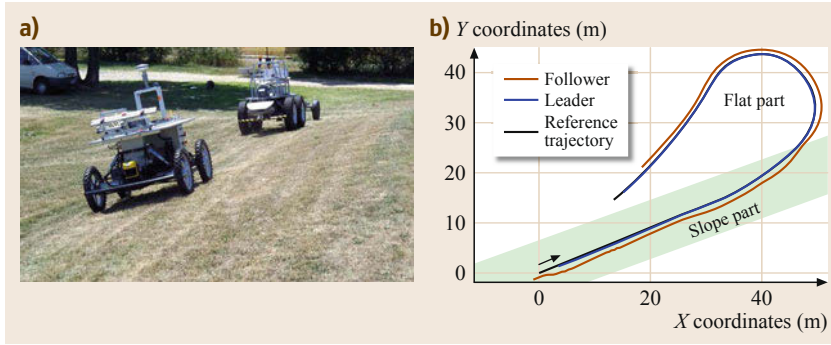 a)
b)
Y coordinates (m)
40
30
20
10
0
Follower
Leader
Reference
trajectory
Flat part
Slope part
0
20
40
X coordinates (m)